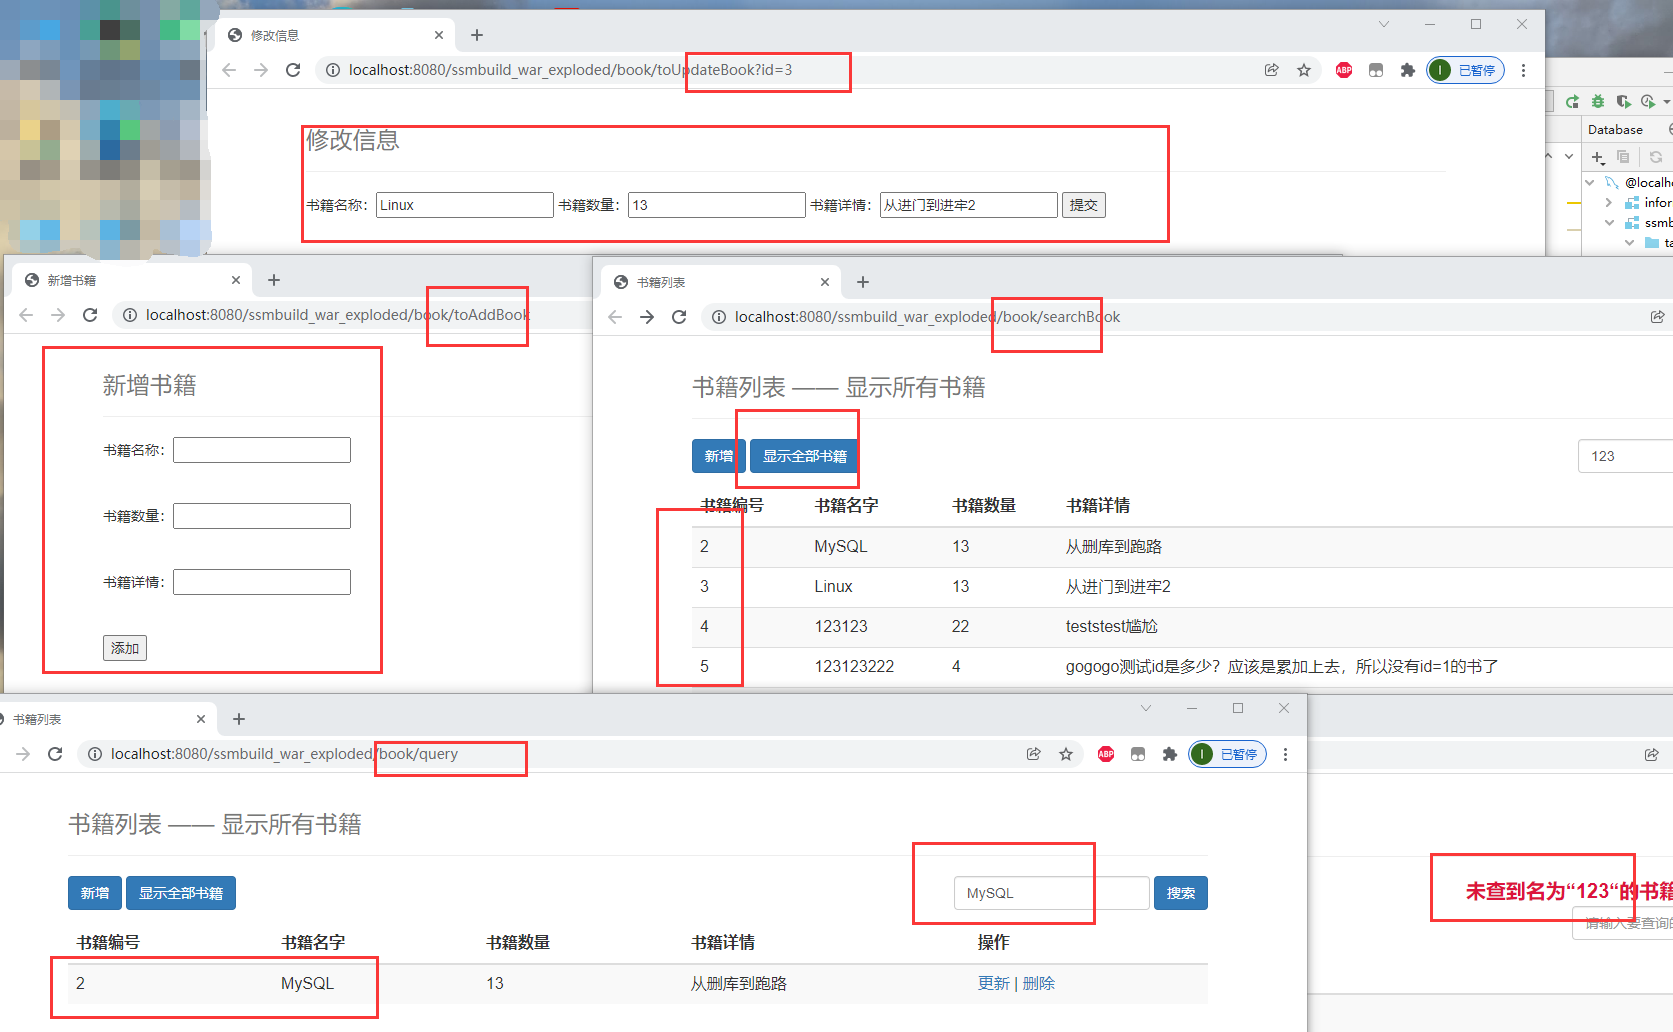 修改信息
localhost:8080/ssmbuild_war_exploded/book/toUpdateBook?id=3
ABP
I 已暂停
修改信息
书籍名称： Linux 书籍数量： 13 书籍详情： 从进门到进牢2 提交
Database
@localh
infor
ssmb
ta
新增书籍
localhost:8080/ssmbuild_war_exploded/book/toAddBook
新增书籍
书籍名称：
书籍数量：
书籍详情：
添加
书籍列表
localhost:8080/ssmbuild_war_exploded/book/searchBook
书籍列表 —— 显示所有书籍
新增 显示全部书籍 123
书籍编号 书籍名字 书籍数量 书籍详情
2 MySQL 13 从删库到跑路
3 Linux 13 从进门到进牢2
4 123123 22 teststest尴尬
5 123123222 4 gogogo测试id是多少？应该是累加上去，所以没有id=1的书了
书籍列表
localhost:8080/ssmbuild_war_exploded/book/query
ABP
I 已暂停
书籍列表 —— 显示所有书籍
新增 显示全部书籍 MySQL 搜索
书籍编号 书籍名字 书籍数量 书籍详情 操作
2 MySQL 13 从删库到跑路 更新 | 删除
未查到名为“123“的书籍
请输入要查询的